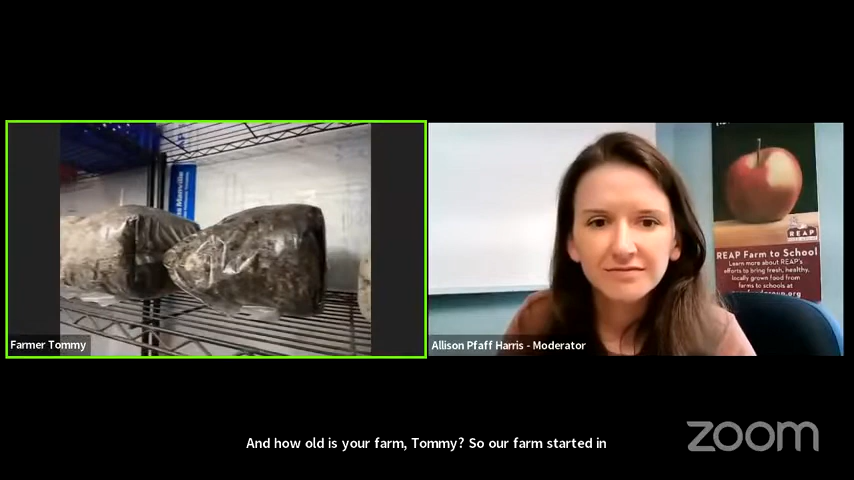 Manville
REAP
REAP Farm to School
Learn more about REAP's
efforts to bring fresh, healthy,
locally grown food from
farms to schools at
Farmer Tommy
Allison Pfaff Harris - Moderator
And how old is your farm, Tommy? So our farm started in
zoom